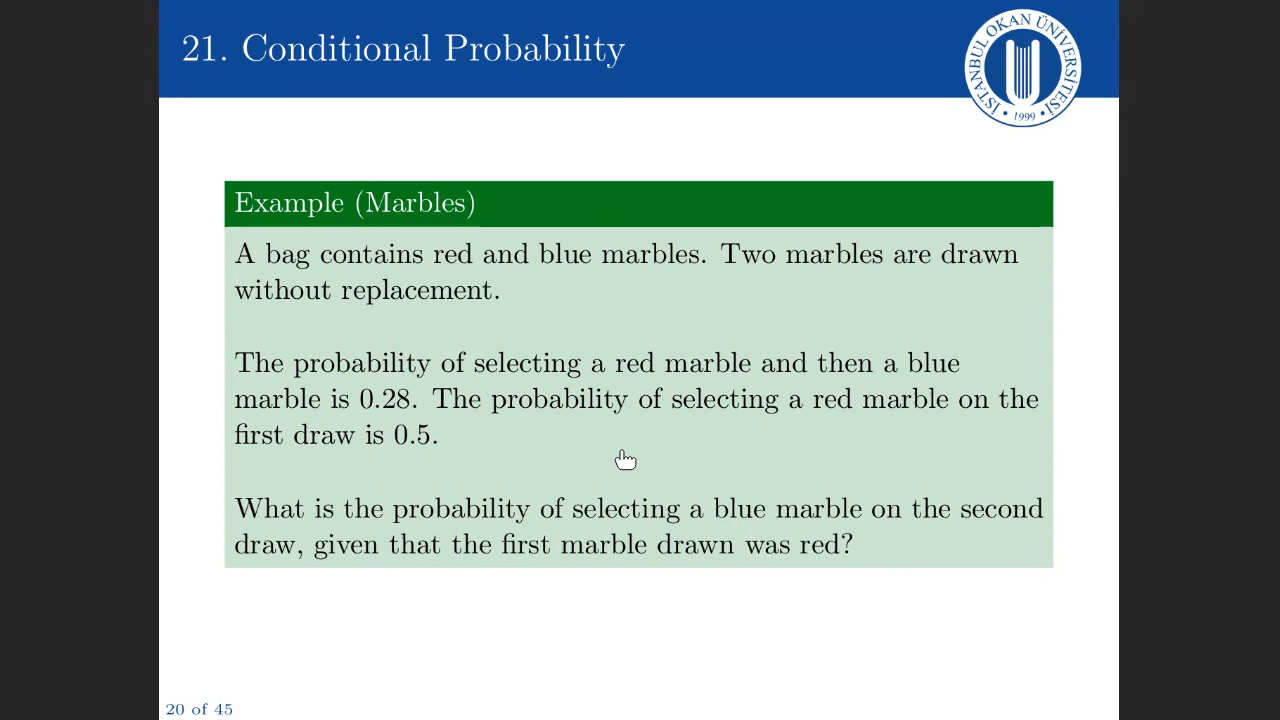 21. Conditional Probability
İSTANBUL OKAN ÜNİVERSİTESİ
• 1999 •
Example (Marbles)
A bag contains red and blue marbles. Two marbles are drawn
without replacement.
The probability of selecting a red marble and then a blue
marble is 0.28. The probability of selecting a red marble on the
first draw is 0.5.
What is the probability of selecting a blue marble on the second
draw, given that the first marble drawn was red?
20 of 45